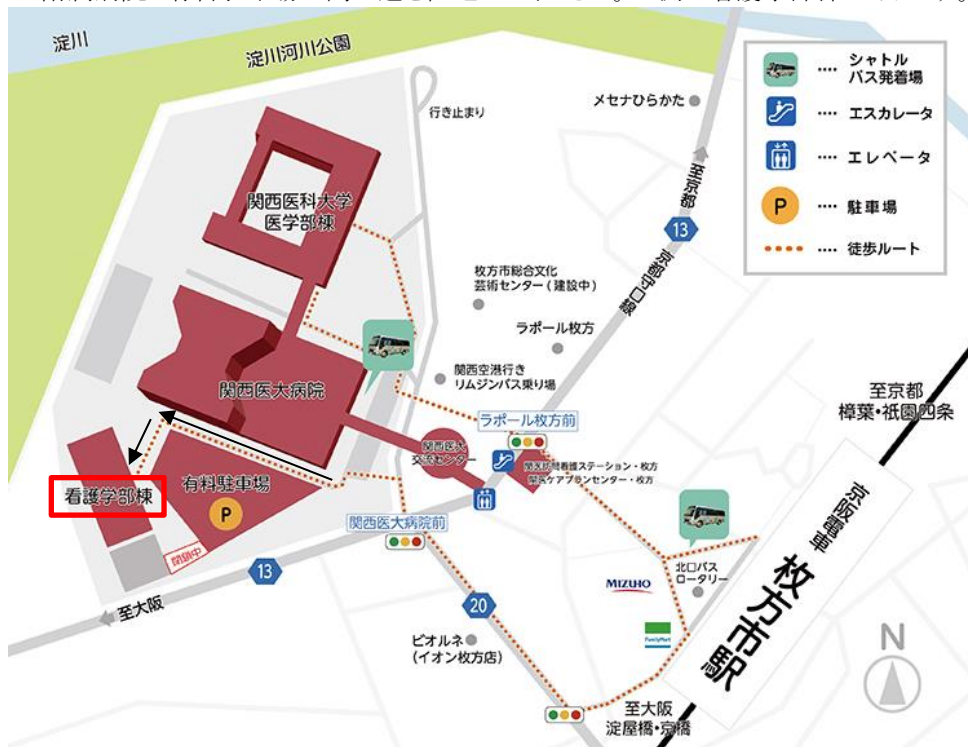 淀川
淀川河川公園
行き止まり
メセナひらかた
シャトル
バス発着場
エスカレータ
エレベータ
P
駐車場
徒歩ルート
至京都
13
京都守口線
関西医科大学
医学部棟
枚方市総合文化
芸術センター(建設中)
ラポール枚方
関西空港行き
リムジンバス乗り場
関西医大病院
至京都
樟葉・祇園四条
ラポール枚方前
関西医大
交流センター
関医訪問看護ステーション・枚方
関医ケアプランセンター・枚方
看護学部棟
有料駐車場
P
関西医大病院前
京阪電車
枚方市駅
北口バス
ロータリー
MIZUHO
FamilyMart
13
至大阪
20
ビオルネ
(イオン枚方店)
至大阪
淀屋橋・京橋
N